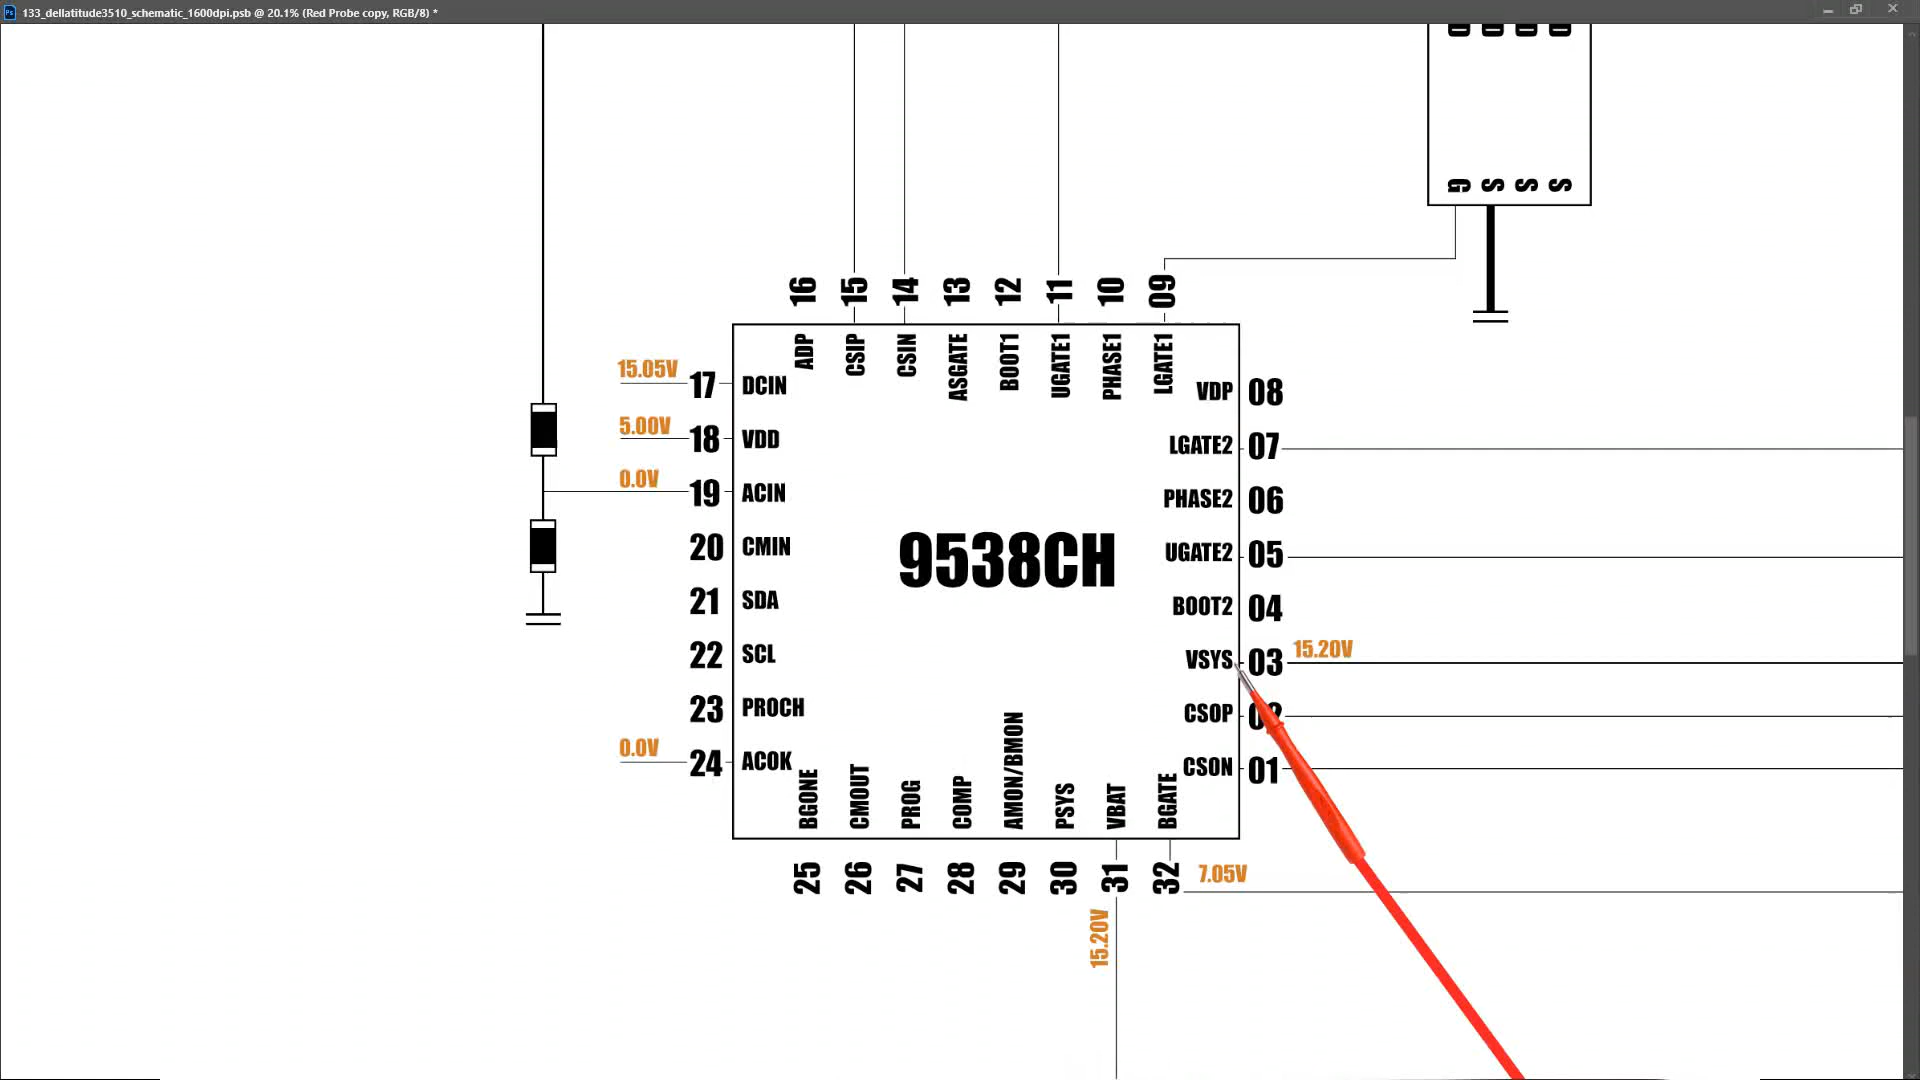 133_dellatitude3510_schematic_1600dpi.psb @ 20.1% (Red Probe copy, RGB/8) *
D D D D
G S S S
16 15 14 13 12 11 10 09
ADP CSIP CSIN ASGATE BOOT1 UGATE1 PHASE1 LGATE1
15.05V 17 DCIN
5.00V 18 VDD
0.0V 19 ACIN
20 CMIN
21 SDA
22 SCL
23 PROCH
0.0V 24 ACOK
9538CH
VDP 08
LGATE2 07
PHASE2 06
UGATE2 05
BOOT2 04
VSYS 03 15.20V
CSOP 02
CSON 01
BGONE CMOUT PROG COMP AMON/BMON PSYS VBAT BGATE
25 26 27 28 29 30 31 32 7.05V
15.20V